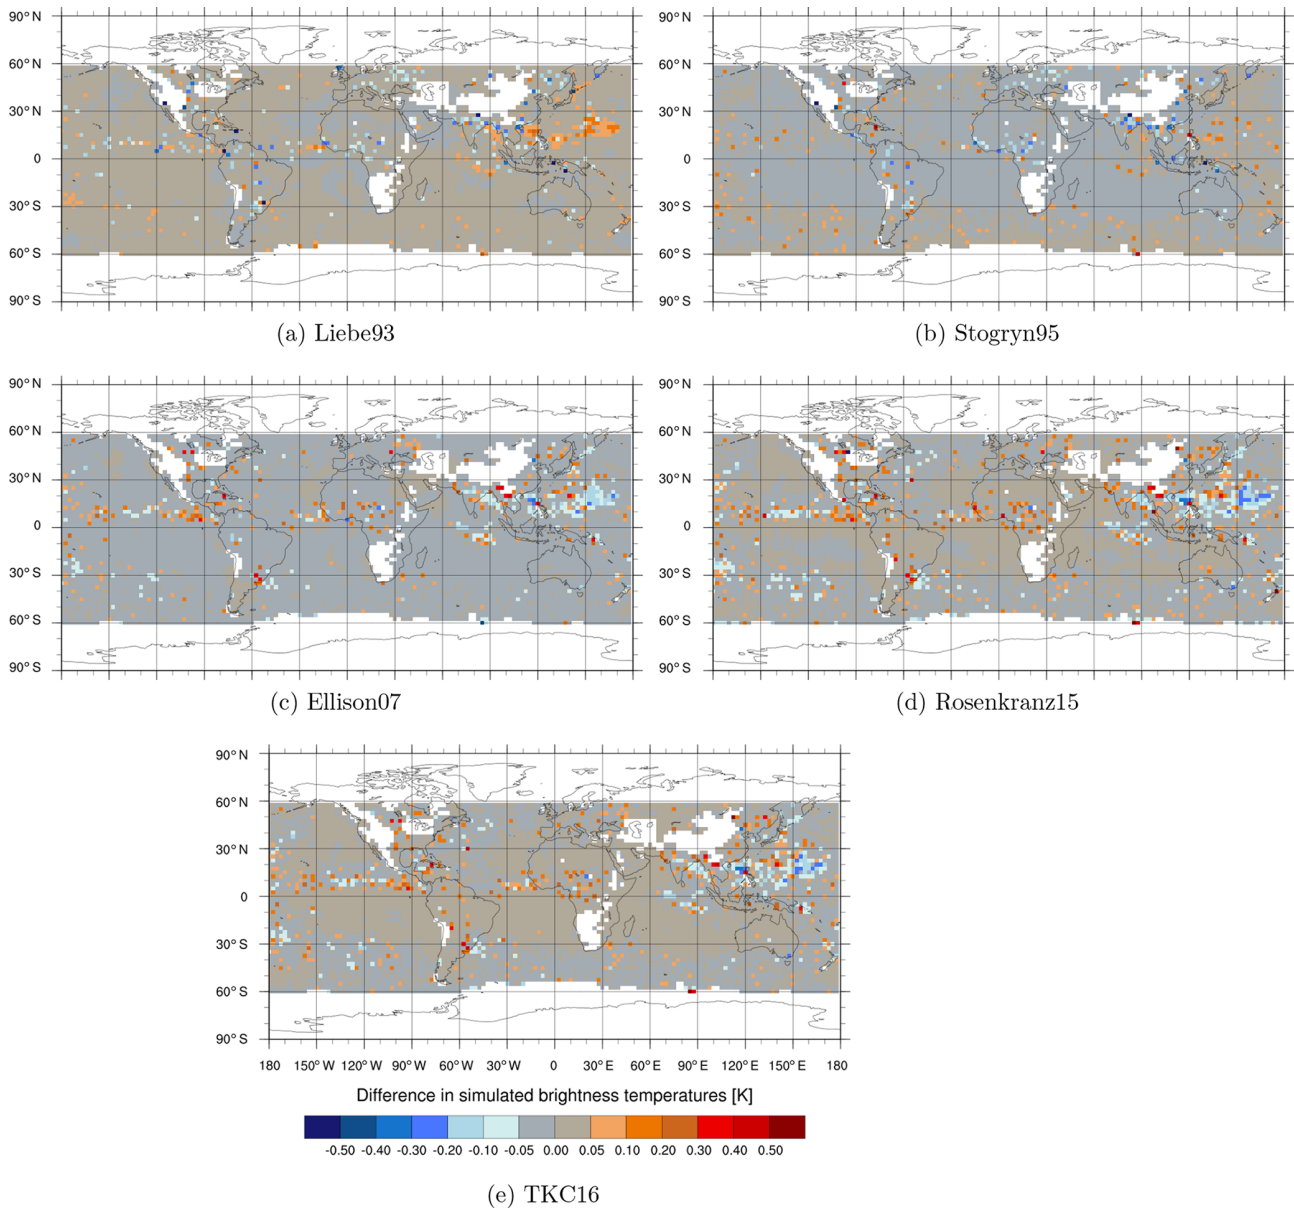 90° N 90° N
60° N 60° N
30° N 30° N
0 0
30° S 30° S
60° S 60° S
90° S 90° S
(a) Liebe93 (b) Stogryn95
90° N 90° N
60° N 60° N
30° N 30° N
0 0
30° S 30° S
60° S 60° S
90° S 90° S
(c) Ellison07 (d) Rosenkranz15
90° N
60° N
30° N
0
30° S
60° S
90° S
180 150° W 120° W 90° W 60° W 30° W 0 30° E 60° E 90° E 120° E 150° E 180
Difference in simulated brightness temperatures [K]
-0.50 -0.40 -0.30 -0.20 -0.10 -0.05 0.00 0.05 0.10 0.20 0.30 0.40 0.50
(e) TKC16